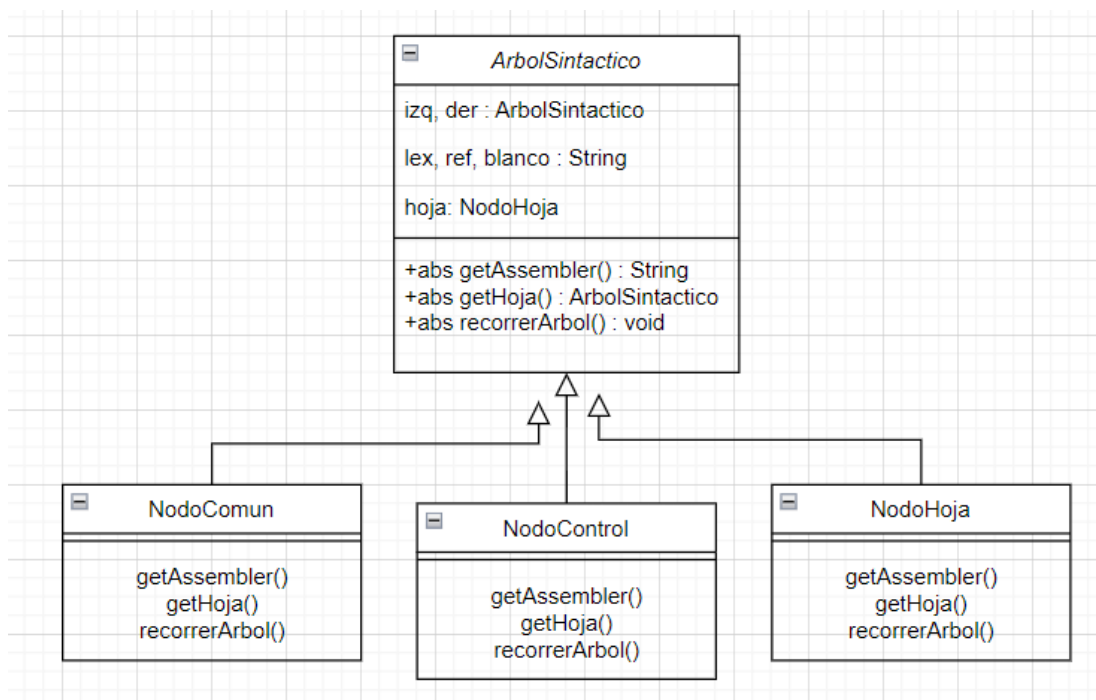 ArbolSintactico
izq, der : ArbolSintactico
lex, ref, blanco : String
hoja: NodoHoja
+abs getAssembler() : String
+abs getHoja() : ArbolSintactico
+abs recorrerArbol() : void
NodoComun
getAssembler()
getHoja()
recorrerArbol()
NodoControl
getAssembler()
getHoja()
recorrerArbol()
NodoHoja
getAssembler()
getHoja()
recorrerArbol()